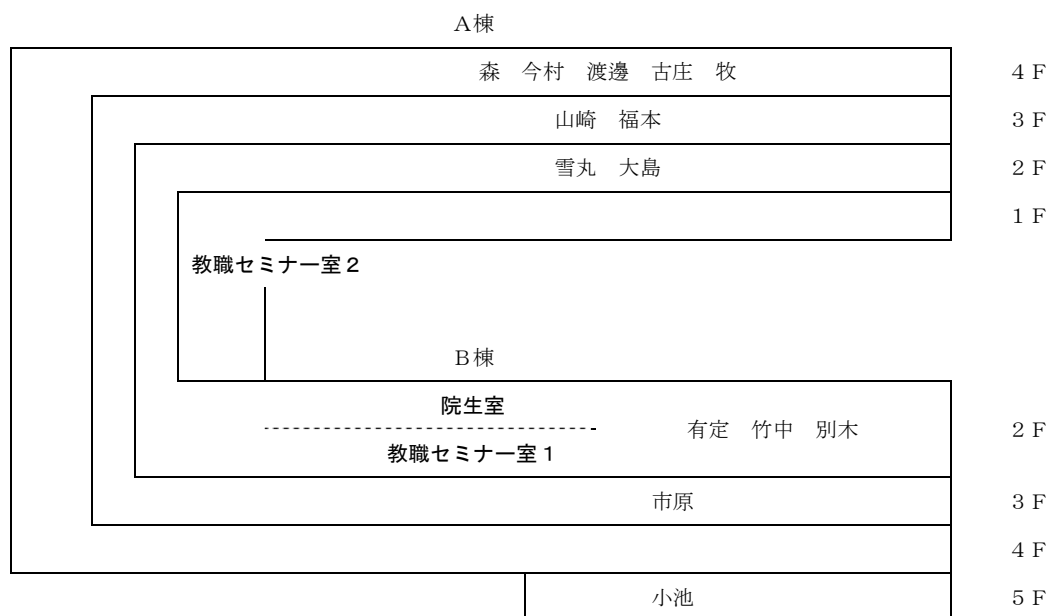 A棟
森 今村 渡邊 古庄 牧 4F
山崎 福本 3F
雪丸 大島 2F
1F
教職セミナー室2
B棟
院生室
有定 竹中 別木 2F
教職セミナー室1
市原 3F
4F
小池 5F